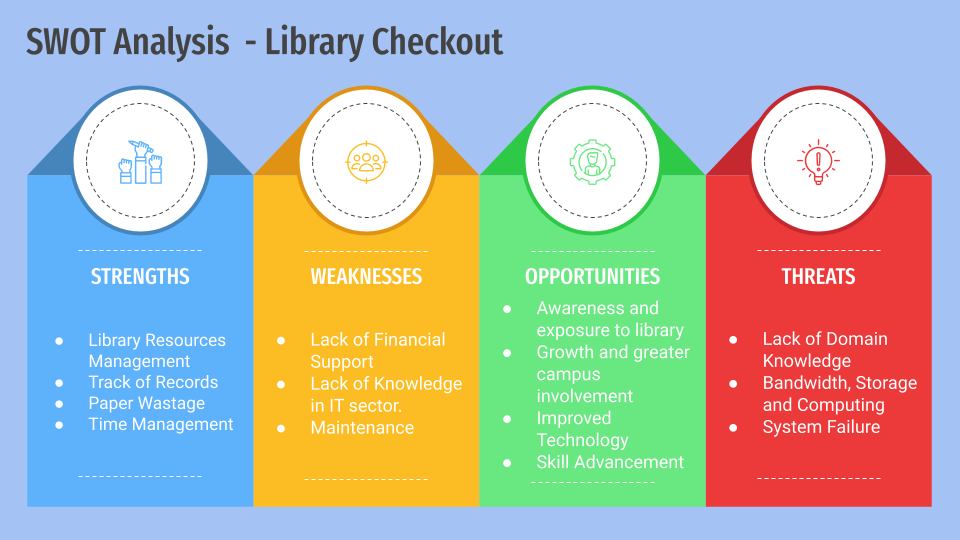 SWOT Analysis - Library Checkout
STRENGTHS
● Library Resources
Management
● Track of Records
● Paper Wastage
● Time Management
WEAKNESSES
● Lack of Financial
Support
● Lack of Knowledge
in IT sector.
● Maintenance
OPPORTUNITIES
● Awareness and
exposure to library
● Growth and greater
campus
involvement
● Improved
Technology
● Skill Advancement
THREATS
● Lack of Domain
Knowledge
● Bandwidth, Storage
and Computing
● System Failure